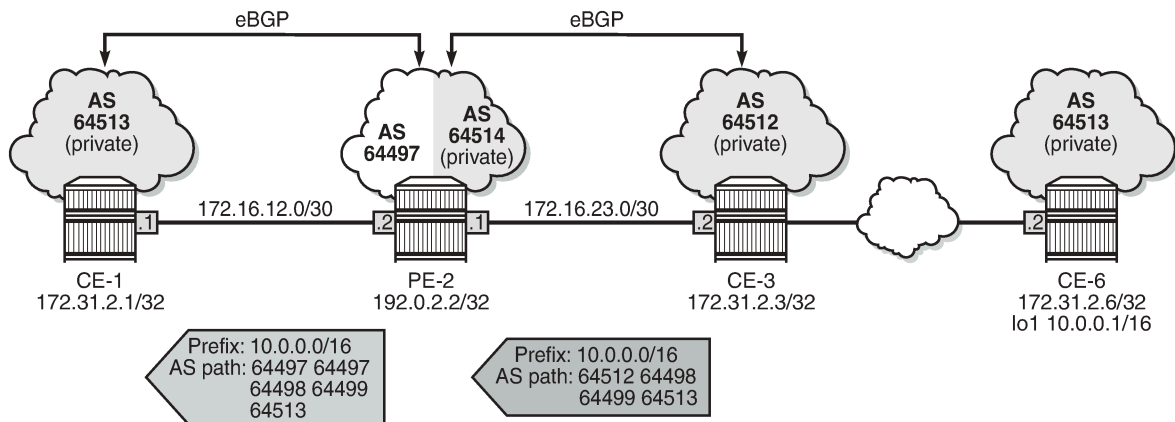 eBGP
eBGP
AS
64513
(private)
AS
64497
AS
64514
(private)
AS
64512
(private)
AS
64513
(private)
.1
172.16.12.0/30
.2
.1
172.16.23.0/30
.2
.2
CE-1
172.31.2.1/32
PE-2
192.0.2.2/32
CE-3
172.31.2.3/32
CE-6
172.31.2.6/32
lo1 10.0.0.1/16
Prefix: 10.0.0.0/16
AS path: 64497 64497
64498 64499
64513
Prefix: 10.0.0.0/16
AS path: 64512 64498
64499 64513